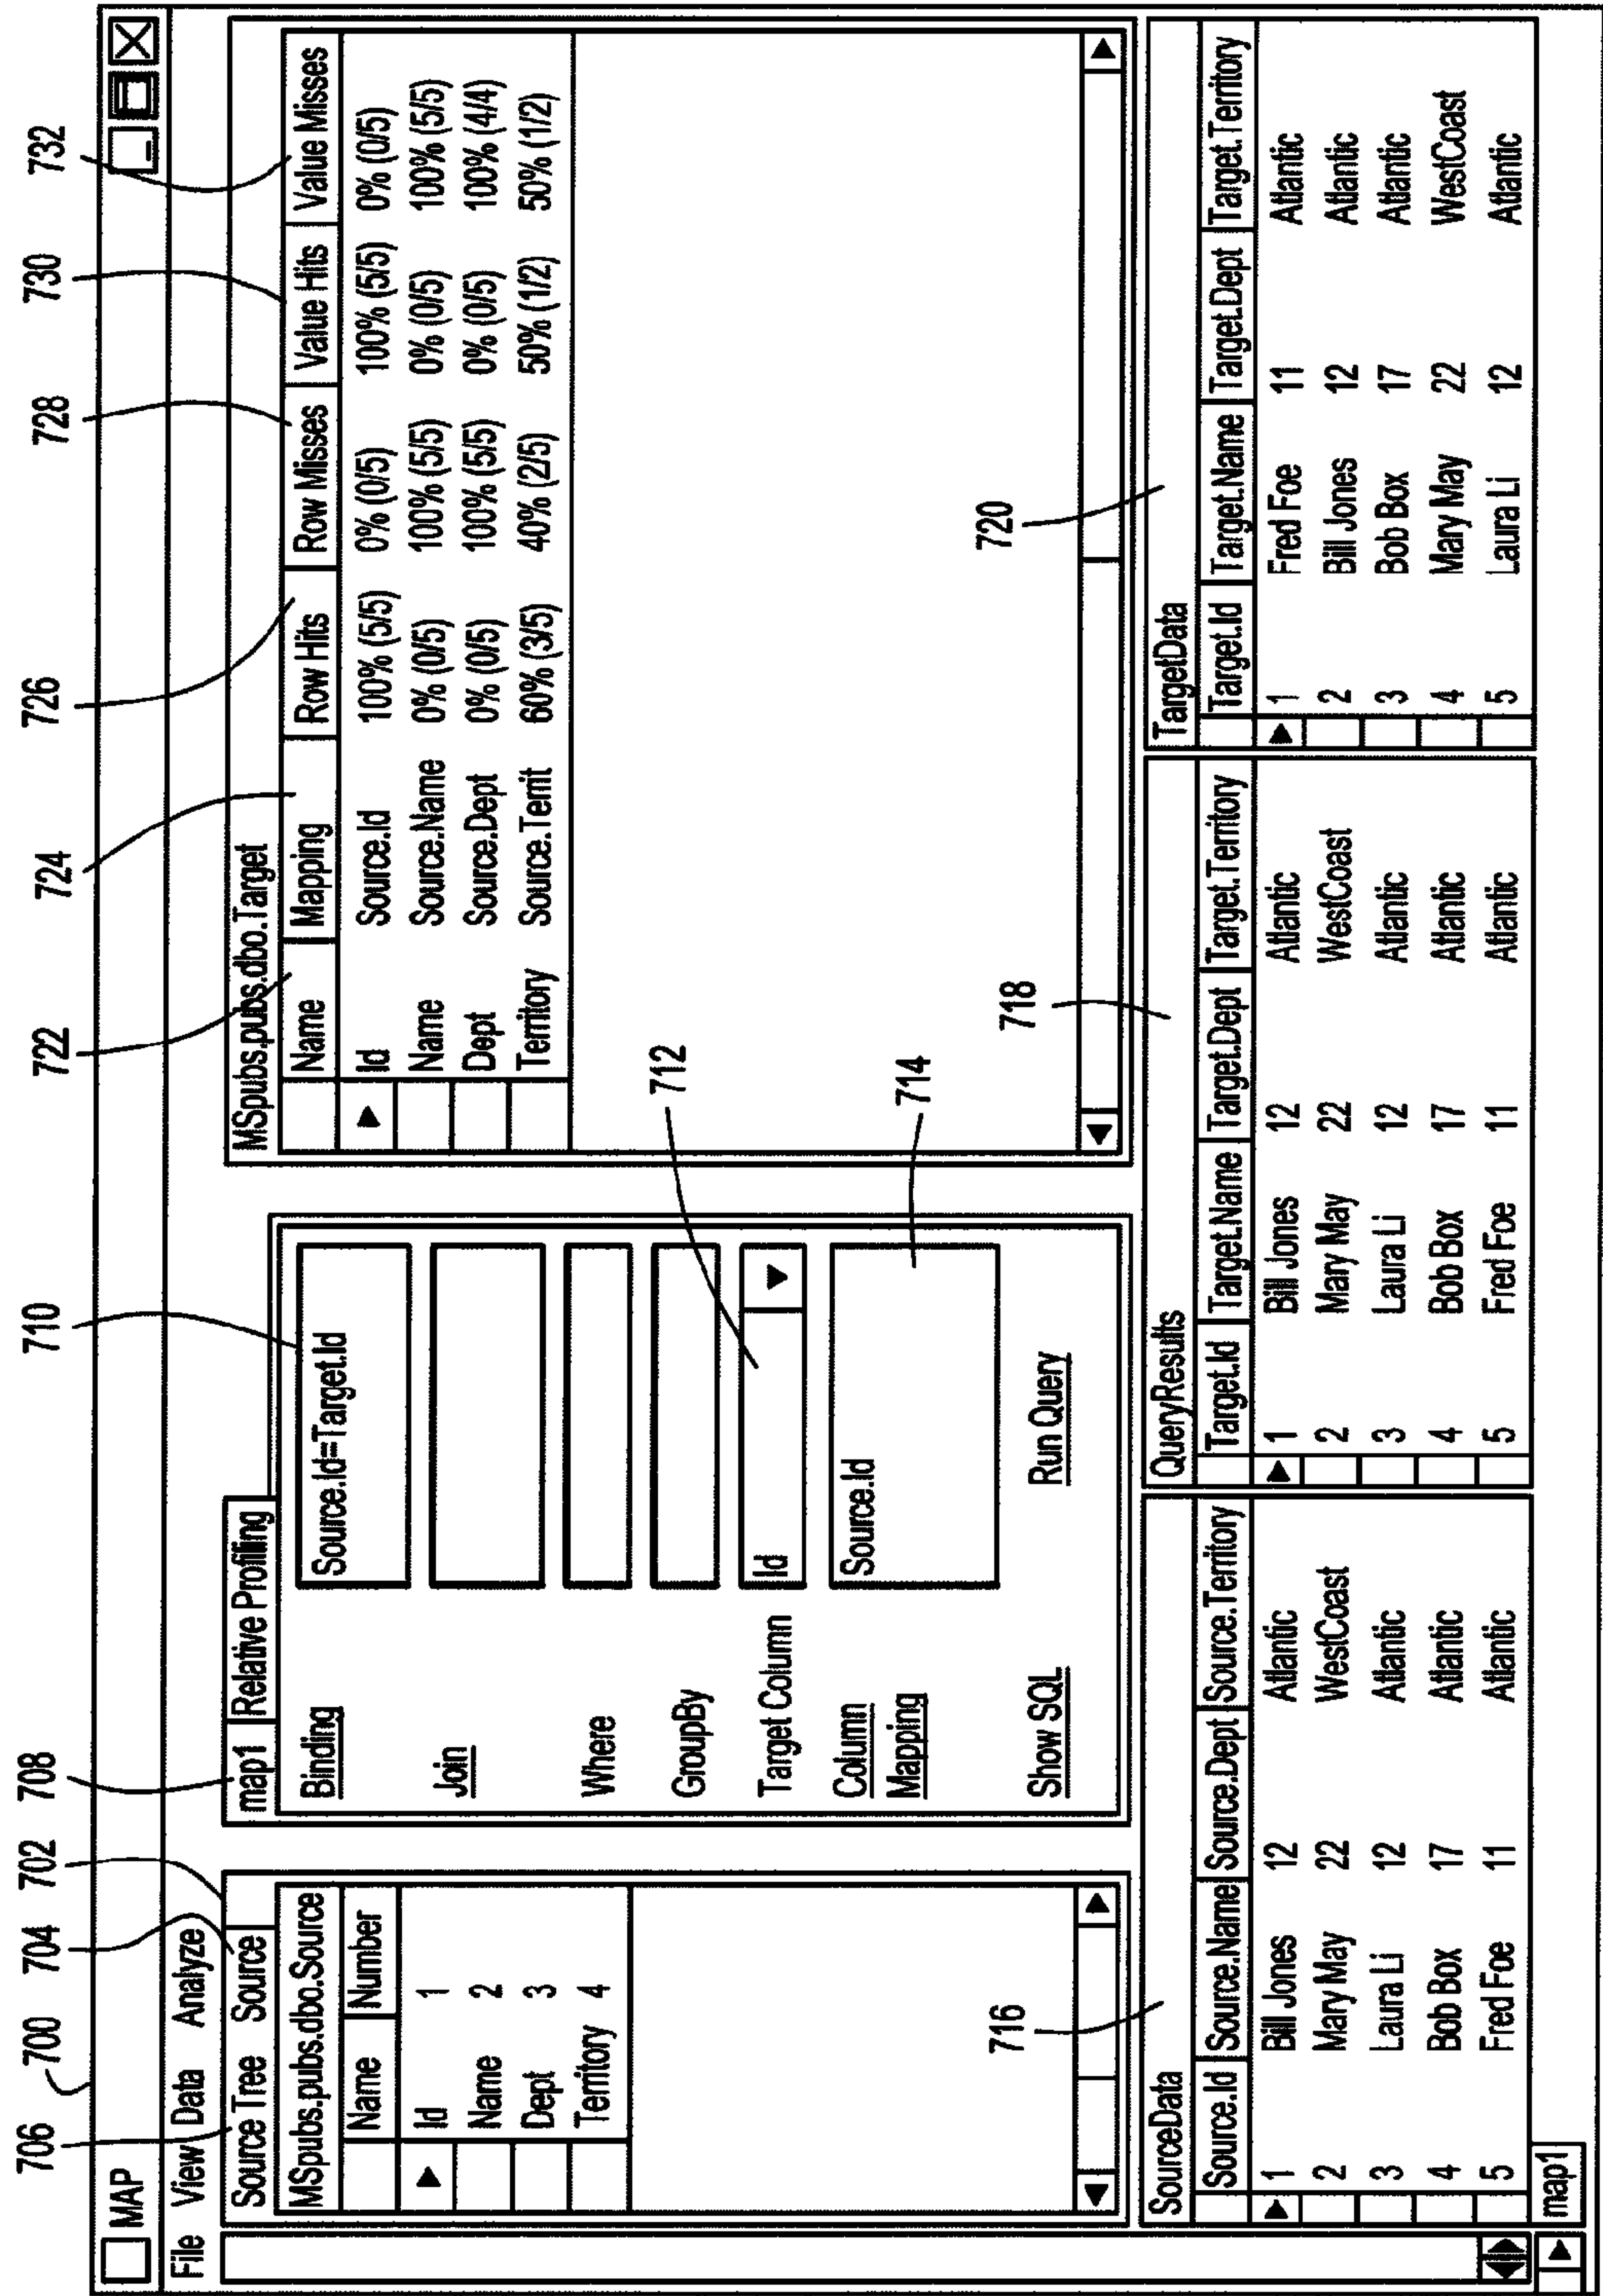 706 700 704 702 708 710 722 724 726 728 730 732
MAP
File View Data Analyze
Source Tree Source
MSpubs.pubs.dbo.Source
Name Number
Id 1
Name 2
Dept 3
Territory 4
map1 Relative Profiling
Binding Source.Id=Target.Id
Join
Where
GroupBy
Target Column Id
Column Mapping Source.Id
Show SQL Run Query
712
714
MSpubs.pubs.dbo.Target
Name Mapping Row Hits Row Misses Value Hits Value Misses
Id Source.Id 100% (5/5) 0% (0/5) 100% (5/5) 0% (0/5)
Name Source.Name 0% (0/5) 100% (5/5) 0% (0/5) 100% (5/5)
Dept Source.Dept 0% (0/5) 100% (5/5) 0% (0/5) 100% (4/4)
Territory Source.Territ 60% (3/5) 40% (2/5) 50% (1/2) 50% (1/2)
716
718
720
SourceData
Source.Id Source.Name Source.Dept Source.Territory
1 Bill Jones 12 Atlantic
2 Mary May 22 WestCoast
3 Laura Li 12 Atlantic
4 Bob Box 17 Atlantic
5 Fred Foe 11 Atlantic
QueryResults
Target.Id Target.Name Target.Dept Target.Territory
1 Bill Jones 12 Atlantic
2 Mary May 22 WestCoast
3 Laura Li 12 Atlantic
4 Bob Box 17 Atlantic
5 Fred Foe 11 Atlantic
TargetData
Target.Id Target.Name Target.Dept Target.Territory
1 Fred Foe 11 Atlantic
2 Bill Jones 12 Atlantic
3 Bob Box 17 Atlantic
4 Mary May 22 WestCoast
5 Laura Li 12 Atlantic
map1